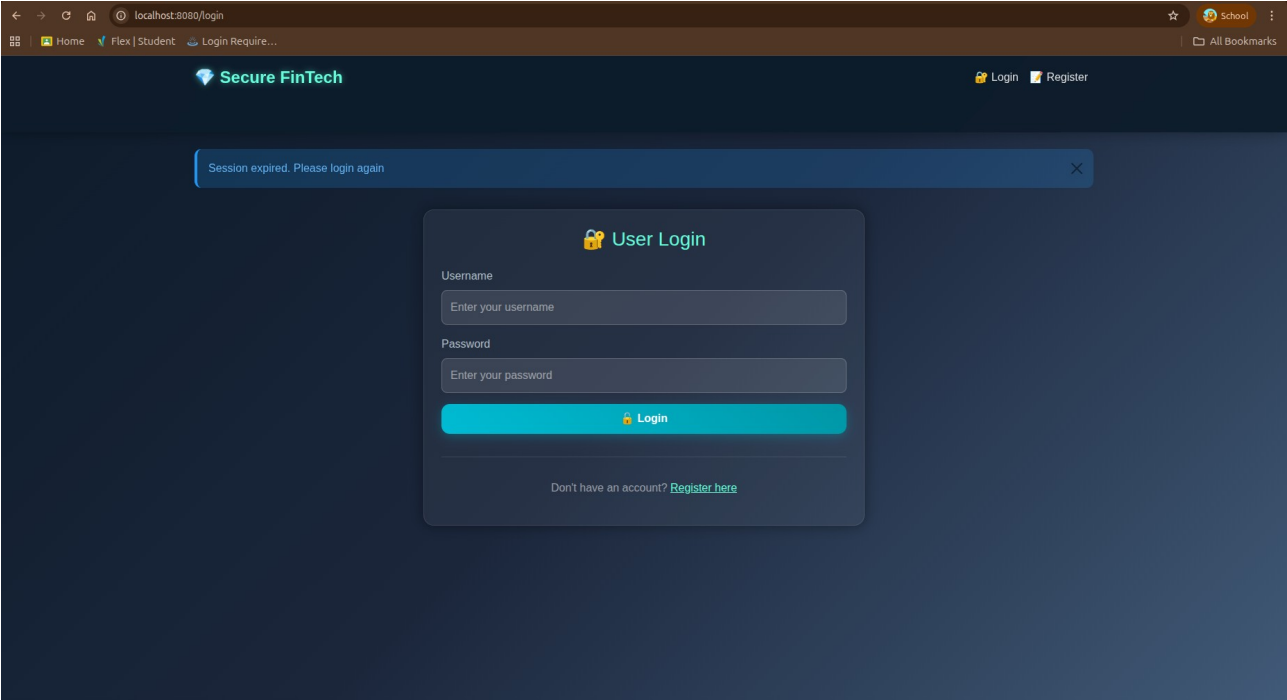 localhost:8080/login
School
Home
Flex | Student
Login Require...
All Bookmarks
Secure FinTech
Login
Register
Session expired. Please login again
User Login
Username
Enter your username
Password
Enter your password
Login
Don't have an account? Register here